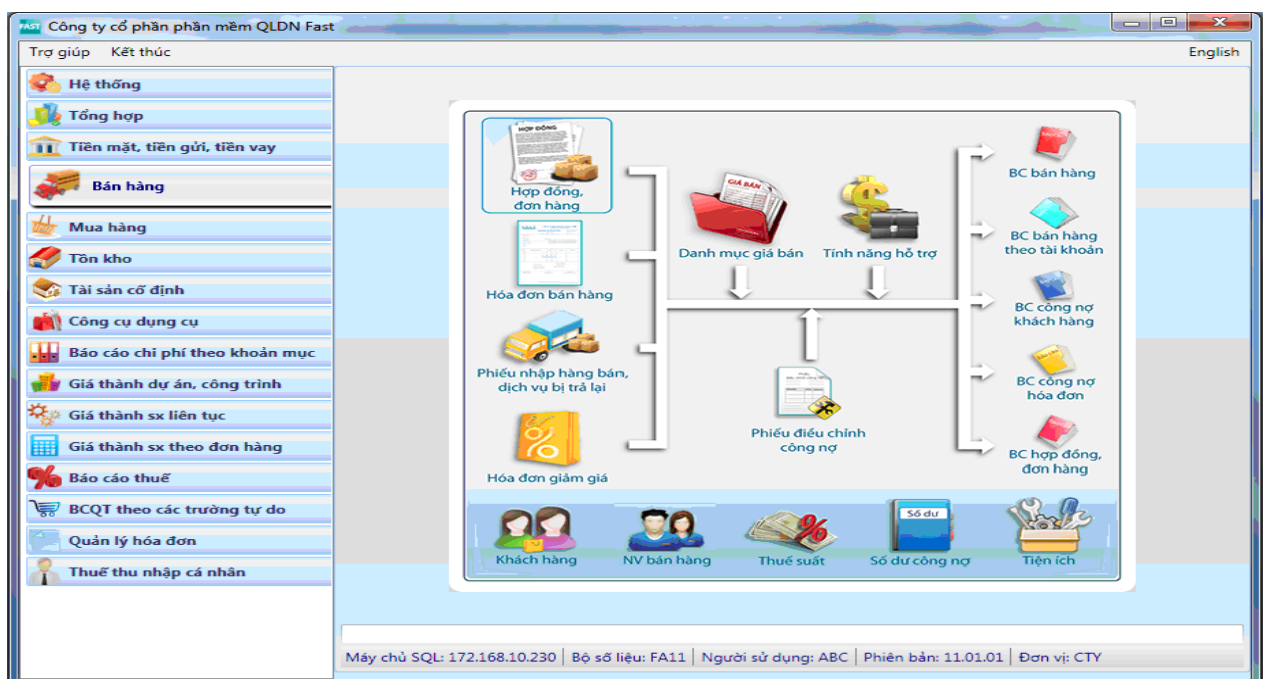 FAST Công ty cổ phần phần mềm QLDN Fast
Trợ giúp Kết thúc English
Hệ thống
Tổng hợp
Tiền mặt, tiền gửi, tiền vay
Bán hàng
Mua hàng
Tồn kho
Tài sản cố định
Công cụ dụng cụ
Báo cáo chi phí theo khoản mục
Giá thành dự án, công trình
Giá thành sx liên tục
Giá thành sx theo đơn hàng
Báo cáo thuế
BCQT theo các trường tự do
Quản lý hóa đơn
Thuế thu nhập cá nhân
HỢP ĐỒNG
Hợp đồng,
đơn hàng
Hóa đơn bán hàng
Phiếu nhập hàng bán,
dịch vụ bị trả lại
Hóa đơn giảm giá
GIÁ BÁN
Danh mục giá bán
Tính năng hỗ trợ
Phiếu điều chỉnh
công nợ
BC bán hàng
BC bán hàng
theo tài khoản
BC công nợ
khách hàng
BC công nợ
hóa đơn
BC hợp đồng,
đơn hàng
Khách hàng
NV bán hàng
Thuế suất
Số dư
Số dư công nợ
Tiện ích
Máy chủ SQL: 172.168.10.230 | Bộ số liệu: FA11 | Người sử dụng: ABC | Phiên bản: 11.01.01 | Đơn vị: CTY